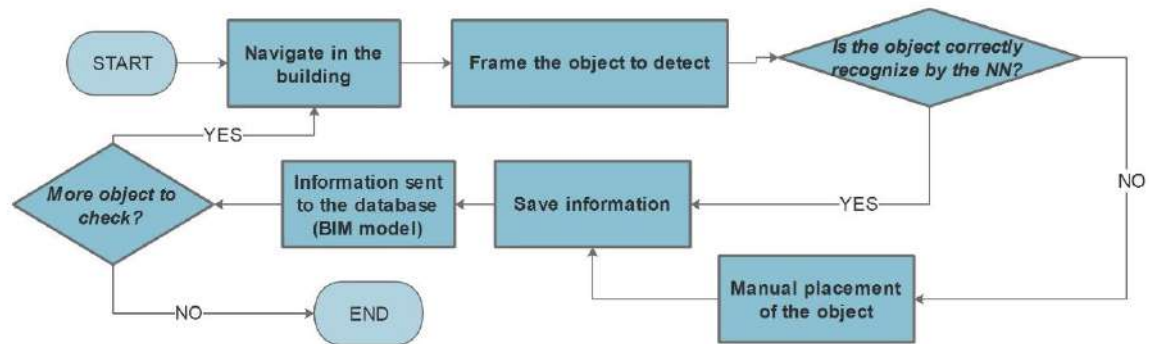 START
Navigate in the
building
Frame the object to detect
Is the object correctly
recognize by the NN?
YES
NO
More object to
check?
Information sent
to the database
(BIM model)
Save information
YES
Manual placement
of the object
NO
END